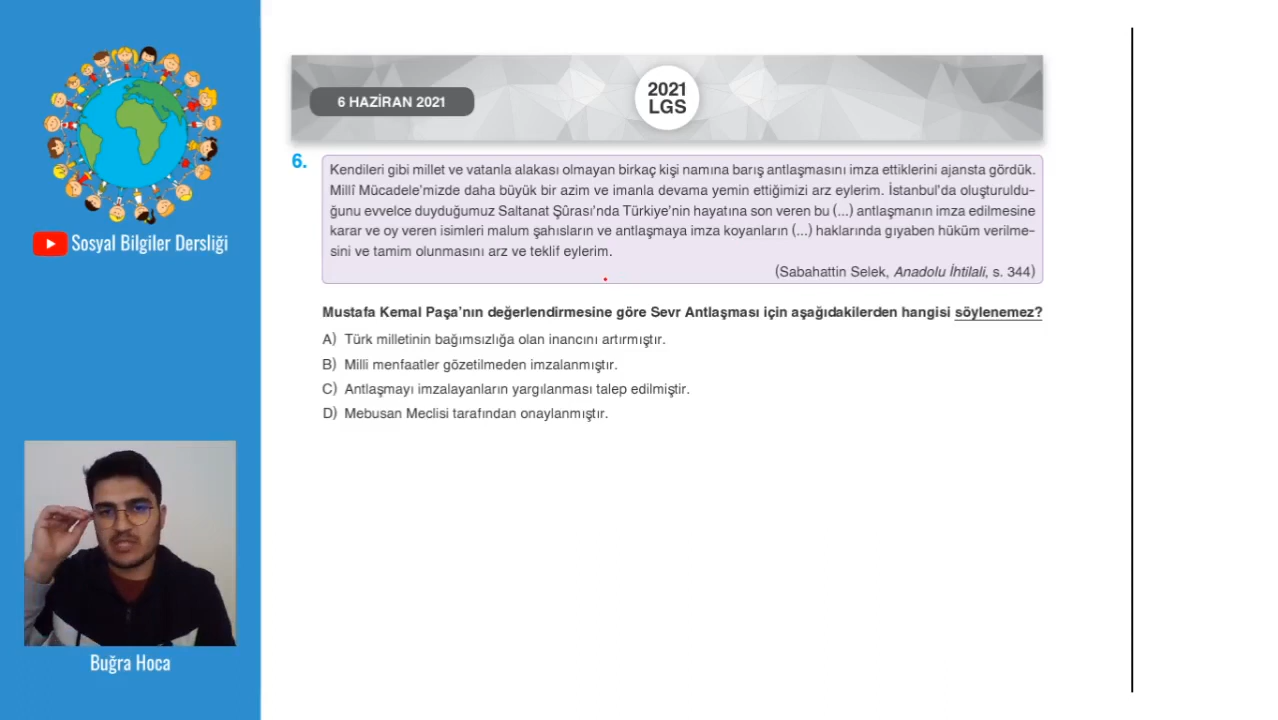 6 HAZİRAN 2021
2021
LGS
6.
Kendileri gibi millet ve vatanla alakası olmayan birkaç kişi namına barış antlaşmasını imza ettiklerini ajansta gördük.
Millî Mücadele'mizde daha büyük bir azim ve imanla devama yemin ettiğimizi arz eylerim. İstanbul'da oluşturuldu-
ğunu evvelce duyduğumuz Saltanat Şûrası'nda Türkiye'nin hayatına son veren bu (...) antlaşmanın imza edilmesine
karar ve oy veren isimleri malum şahısların ve antlaşmaya imza koyanların (...) haklarında gıyaben hüküm verilme-
sini ve tamim olunmasını arz ve teklif eylerim.
(Sabahattin Selek, Anadolu İhtilali, s. 344)
Mustafa Kemal Paşa'nın değerlendirmesine göre Sevr Antlaşması için aşağıdakilerden hangisi söylenemez?
A) Türk milletinin bağımsızlığa olan inancını artırmıştır.
B) Milli menfaatler gözetilmeden imzalanmıştır.
C) Antlaşmayı imzalayanların yargılanması talep edilmiştir.
D) Mebusan Meclisi tarafından onaylanmıştır.
Sosyal Bilgiler Dersliği
Buğra Hoca